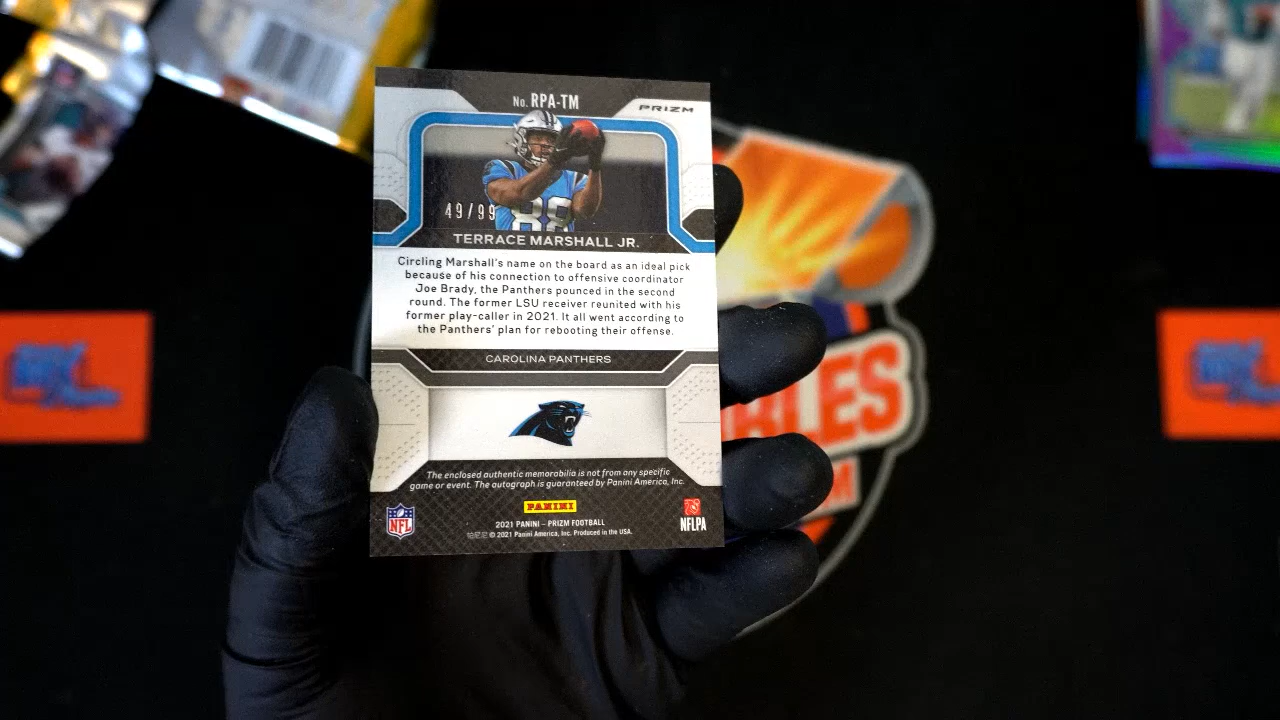 No. RPA-TM
PRIZM
88
49/99
TERRACE MARSHALL JR.
Circling Marshall's name on the board as an ideal pick
because of his connection to offensive coordinator
Joe Brady, the Panthers pounced in the second
round. The former LSU receiver reunited with his
former play-caller in 2021. It all went according to
the Panthers' plan for rebooting their offense.
CAROLINA PANTHERS
The enclosed authentic memorabilia is not from any specific
game or event. The autograph is guaranteed by Panini America, Inc.
PANINI
NFL
NFLPA
2021 PANINI – PRIZM FOOTBALL
© 2021 Panini America, Inc. Produced in the USA.